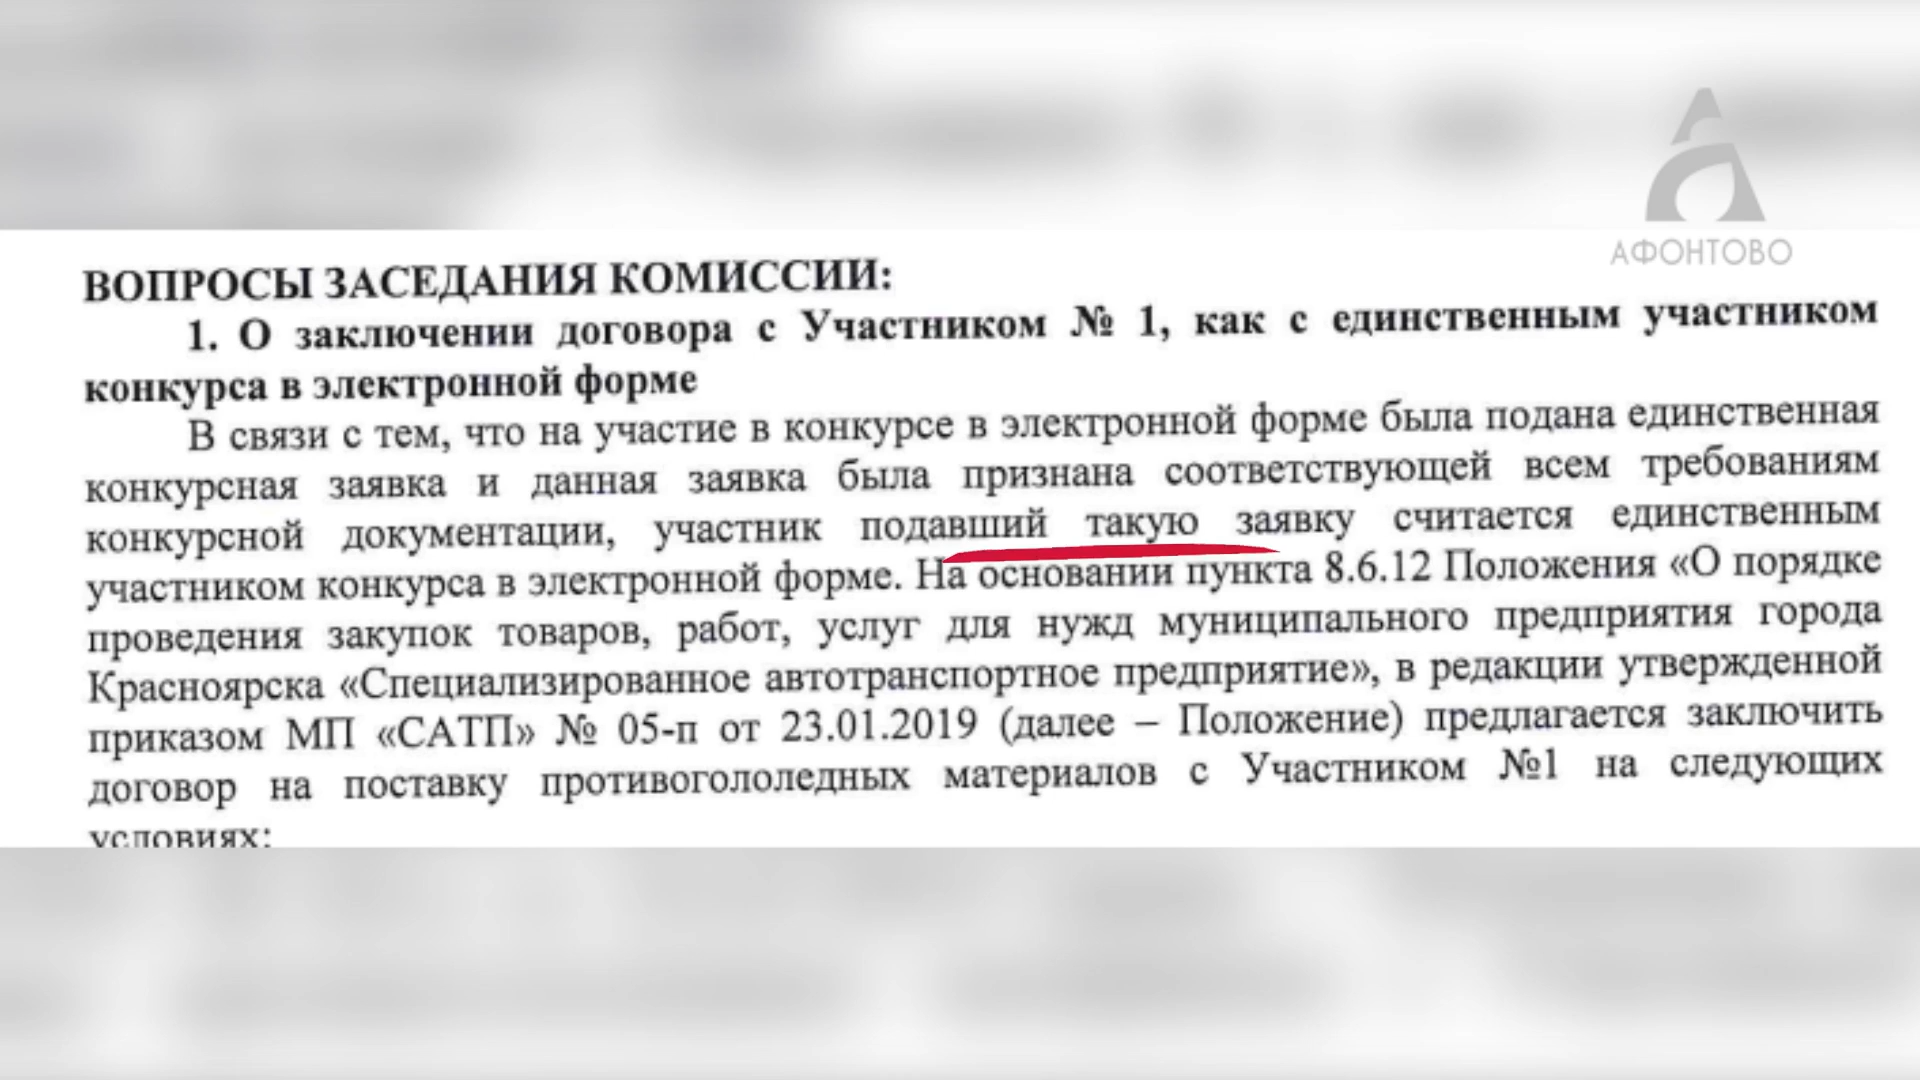 АФОНТОВО
ВОПРОСЫ ЗАСЕДАНИЯ КОМИССИИ:
1. О заключении договора с Участником № 1, как с единственным участником
конкурса в электронной форме
В связи с тем, что на участие в конкурсе в электронной форме была подана единственная
конкурсная заявка и данная заявка была признана соответствующей всем требованиям
конкурсной документации, участник подавший такую заявку считается единственным
участником конкурса в электронной форме. На основании пункта 8.6.12 Положения «О порядке
проведения закупок товаров, работ, услуг для нужд муниципального предприятия города
Красноярска «Специализированное автотранспортное предприятие», в редакции утвержденной
приказом МП «САТП» № 05-п от 23.01.2019 (далее – Положение) предлагается заключить
договор на поставку противогололедных материалов с Участником №1 на следующих
условиях: